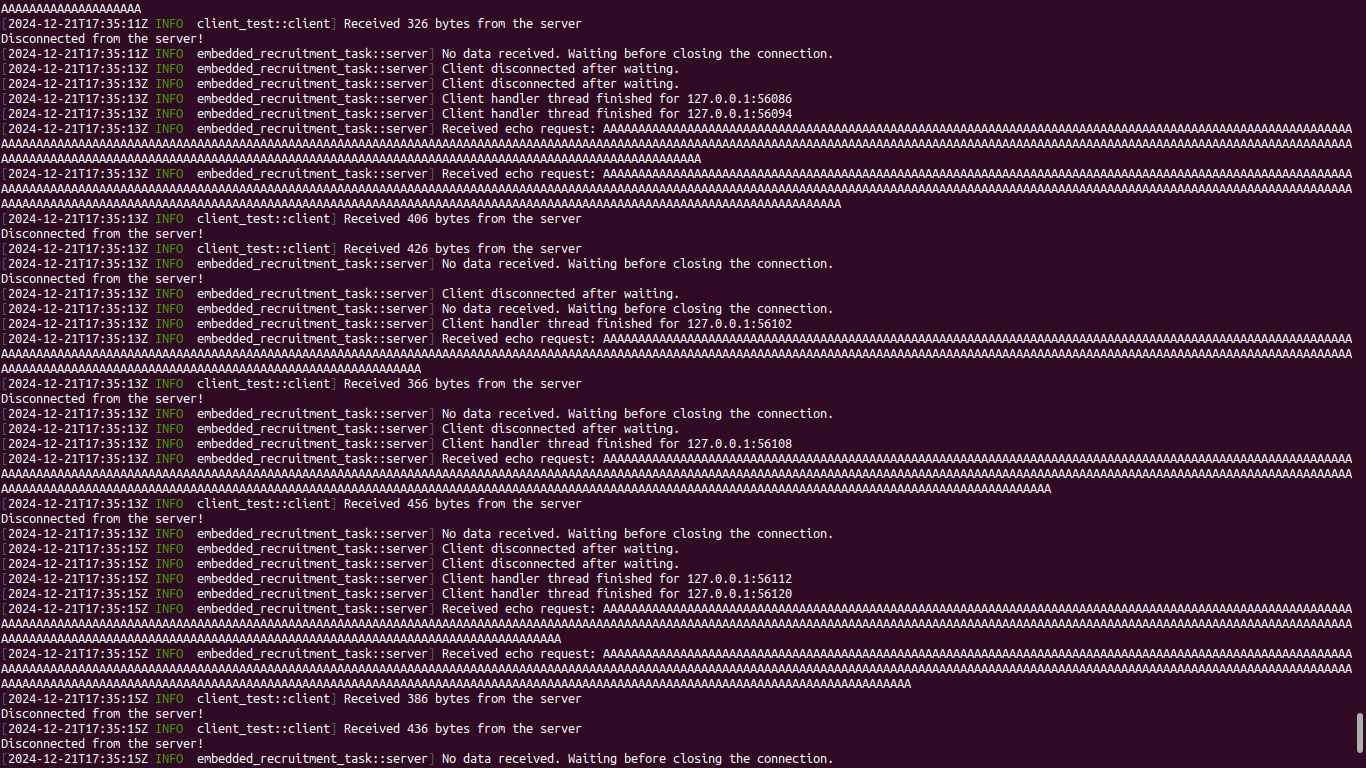 AAAAAAAAAAAAAAAAAAAA
[2024-12-21T17:35:11Z INFO  client_test::client] Received 326 bytes from the server
Disconnected from the server!
[2024-12-21T17:35:11Z INFO  embedded_recruitment_task::server] No data received. Waiting before closing the connection.
[2024-12-21T17:35:13Z INFO  embedded_recruitment_task::server] Client disconnected after waiting.
[2024-12-21T17:35:13Z INFO  embedded_recruitment_task::server] Client disconnected after waiting.
[2024-12-21T17:35:13Z INFO  embedded_recruitment_task::server] Client handler thread finished for 127.0.0.1:56086
[2024-12-21T17:35:13Z INFO  embedded_recruitment_task::server] Client handler thread finished for 127.0.0.1:56094
[2024-12-21T17:35:13Z INFO  embedded_recruitment_task::server] Received echo request: AAAAAAAAAAAAAAAAAAAAAAAAAAAAAAAAAAAAAAAAAAAAAAAAAAAAAAAAAAAAAAAAAAAAAAAAAAAAAAAAAAAAAAAAAAAAAAAAAAAAAAAAAAA
AAAAAAAAAAAAAAAAAAAAAAAAAAAAAAAAAAAAAAAAAAAAAAAAAAAAAAAAAAAAAAAAAAAAAAAAAAAAAAAAAAAAAAAAAAAAAAAAAAAAAAAAAAAAAAAAAAAAAAAAAAAAAAAAAAAAAAAAAAAAAAAAAAAAAAAAAAAAAAAAAAAAAAAAAAAAAAAAAAAAAAAAAAAAA
AAAAAAAAAAAAAAAAAAAAAAAAAAAAAAAAAAAAAAAAAAAAAAAAAAAAAAAAAAAAAAAAAAAAAAAAAAAAAAAAAAAAAAAAAAAAAAAAAAAA
[2024-12-21T17:35:13Z INFO  embedded_recruitment_task::server] Received echo request: AAAAAAAAAAAAAAAAAAAAAAAAAAAAAAAAAAAAAAAAAAAAAAAAAAAAAAAAAAAAAAAAAAAAAAAAAAAAAAAAAAAAAAAAAAAAAAAAAAAAAAAAAAA
AAAAAAAAAAAAAAAAAAAAAAAAAAAAAAAAAAAAAAAAAAAAAAAAAAAAAAAAAAAAAAAAAAAAAAAAAAAAAAAAAAAAAAAAAAAAAAAAAAAAAAAAAAAAAAAAAAAAAAAAAAAAAAAAAAAAAAAAAAAAAAAAAAAAAAAAAAAAAAAAAAAAAAAAAAAAAAAAAAAAAAAAAAAAA
AAAAAAAAAAAAAAAAAAAAAAAAAAAAAAAAAAAAAAAAAAAAAAAAAAAAAAAAAAAAAAAAAAAAAAAAAAAAAAAAAAAAAAAAAAAAAAAAAAAAAAAAAAAAAAAAAAAAAAAA
[2024-12-21T17:35:13Z INFO  client_test::client] Received 406 bytes from the server
Disconnected from the server!
[2024-12-21T17:35:13Z INFO  client_test::client] Received 426 bytes from the server
[2024-12-21T17:35:13Z INFO  embedded_recruitment_task::server] No data received. Waiting before closing the connection.
Disconnected from the server!
[2024-12-21T17:35:13Z INFO  embedded_recruitment_task::server] Client disconnected after waiting.
[2024-12-21T17:35:13Z INFO  embedded_recruitment_task::server] No data received. Waiting before closing the connection.
[2024-12-21T17:35:13Z INFO  embedded_recruitment_task::server] Client handler thread finished for 127.0.0.1:56102
[2024-12-21T17:35:13Z INFO  embedded_recruitment_task::server] Received echo request: AAAAAAAAAAAAAAAAAAAAAAAAAAAAAAAAAAAAAAAAAAAAAAAAAAAAAAAAAAAAAAAAAAAAAAAAAAAAAAAAAAAAAAAAAAAAAAAAAAAAAAAAAAA
AAAAAAAAAAAAAAAAAAAAAAAAAAAAAAAAAAAAAAAAAAAAAAAAAAAAAAAAAAAAAAAAAAAAAAAAAAAAAAAAAAAAAAAAAAAAAAAAAAAAAAAAAAAAAAAAAAAAAAAAAAAAAAAAAAAAAAAAAAAAAAAAAAAAAAAAAAAAAAAAAAAAAAAAAAAAAAAAAAAAAAAAAAAAA
AAAAAAAAAAAAAAAAAAAAAAAAAAAAAAAAAAAAAAAAAAAAAAAAAAAAAAAAAAAA
[2024-12-21T17:35:13Z INFO  client_test::client] Received 366 bytes from the server
Disconnected from the server!
[2024-12-21T17:35:13Z INFO  embedded_recruitment_task::server] No data received. Waiting before closing the connection.
[2024-12-21T17:35:13Z INFO  embedded_recruitment_task::server] Client disconnected after waiting.
[2024-12-21T17:35:13Z INFO  embedded_recruitment_task::server] Client handler thread finished for 127.0.0.1:56108
[2024-12-21T17:35:13Z INFO  embedded_recruitment_task::server] Received echo request: AAAAAAAAAAAAAAAAAAAAAAAAAAAAAAAAAAAAAAAAAAAAAAAAAAAAAAAAAAAAAAAAAAAAAAAAAAAAAAAAAAAAAAAAAAAAAAAAAAAAAAAAAAA
AAAAAAAAAAAAAAAAAAAAAAAAAAAAAAAAAAAAAAAAAAAAAAAAAAAAAAAAAAAAAAAAAAAAAAAAAAAAAAAAAAAAAAAAAAAAAAAAAAAAAAAAAAAAAAAAAAAAAAAAAAAAAAAAAAAAAAAAAAAAAAAAAAAAAAAAAAAAAAAAAAAAAAAAAAAAAAAAAAAAAAAAAAAAA
AAAAAAAAAAAAAAAAAAAAAAAAAAAAAAAAAAAAAAAAAAAAAAAAAAAAAAAAAAAAAAAAAAAAAAAAAAAAAAAAAAAAAAAAAAAAAAAAAAAAAAAAAAAAAAAAAAAAAAAAAAAAAAAAAAAAAAAAAAAAAAAAAAAAAA
[2024-12-21T17:35:13Z INFO  client_test::client] Received 456 bytes from the server
Disconnected from the server!
[2024-12-21T17:35:13Z INFO  embedded_recruitment_task::server] No data received. Waiting before closing the connection.
[2024-12-21T17:35:15Z INFO  embedded_recruitment_task::server] Client disconnected after waiting.
[2024-12-21T17:35:15Z INFO  embedded_recruitment_task::server] Client disconnected after waiting.
[2024-12-21T17:35:15Z INFO  embedded_recruitment_task::server] Client handler thread finished for 127.0.0.1:56112
[2024-12-21T17:35:15Z INFO  embedded_recruitment_task::server] Client handler thread finished for 127.0.0.1:56120
[2024-12-21T17:35:15Z INFO  embedded_recruitment_task::server] Received echo request: AAAAAAAAAAAAAAAAAAAAAAAAAAAAAAAAAAAAAAAAAAAAAAAAAAAAAAAAAAAAAAAAAAAAAAAAAAAAAAAAAAAAAAAAAAAAAAAAAAAAAAAAAAA
AAAAAAAAAAAAAAAAAAAAAAAAAAAAAAAAAAAAAAAAAAAAAAAAAAAAAAAAAAAAAAAAAAAAAAAAAAAAAAAAAAAAAAAAAAAAAAAAAAAAAAAAAAAAAAAAAAAAAAAAAAAAAAAAAAAAAAAAAAAAAAAAAAAAAAAAAAAAAAAAAAAAAAAAAAAAAAAAAAAAAAAAAAAAA
AAAAAAAAAAAAAAAAAAAAAAAAAAAAAAAAAAAAAAAAAAAAAAAAAAAAAAAAAAAAAAAAAAAAAAAAAAAAAAAA
[2024-12-21T17:35:15Z INFO  embedded_recruitment_task::server] Received echo request: AAAAAAAAAAAAAAAAAAAAAAAAAAAAAAAAAAAAAAAAAAAAAAAAAAAAAAAAAAAAAAAAAAAAAAAAAAAAAAAAAAAAAAAAAAAAAAAAAAAAAAAAAAA
AAAAAAAAAAAAAAAAAAAAAAAAAAAAAAAAAAAAAAAAAAAAAAAAAAAAAAAAAAAAAAAAAAAAAAAAAAAAAAAAAAAAAAAAAAAAAAAAAAAAAAAAAAAAAAAAAAAAAAAAAAAAAAAAAAAAAAAAAAAAAAAAAAAAAAAAAAAAAAAAAAAAAAAAAAAAAAAAAAAAAAAAAAAAA
AAAAAAAAAAAAAAAAAAAAAAAAAAAAAAAAAAAAAAAAAAAAAAAAAAAAAAAAAAAAAAAAAAAAAAAAAAAAAAAAAAAAAAAAAAAAAAAAAAAAAAAAAAAAAAAAAAAAAAAAAAAAAAAAAA
[2024-12-21T17:35:15Z INFO  client_test::client] Received 386 bytes from the server
Disconnected from the server!
[2024-12-21T17:35:15Z INFO  client_test::client] Received 436 bytes from the server
Disconnected from the server!
[2024-12-21T17:35:15Z INFO  embedded_recruitment_task::server] No data received. Waiting before closing the connection.